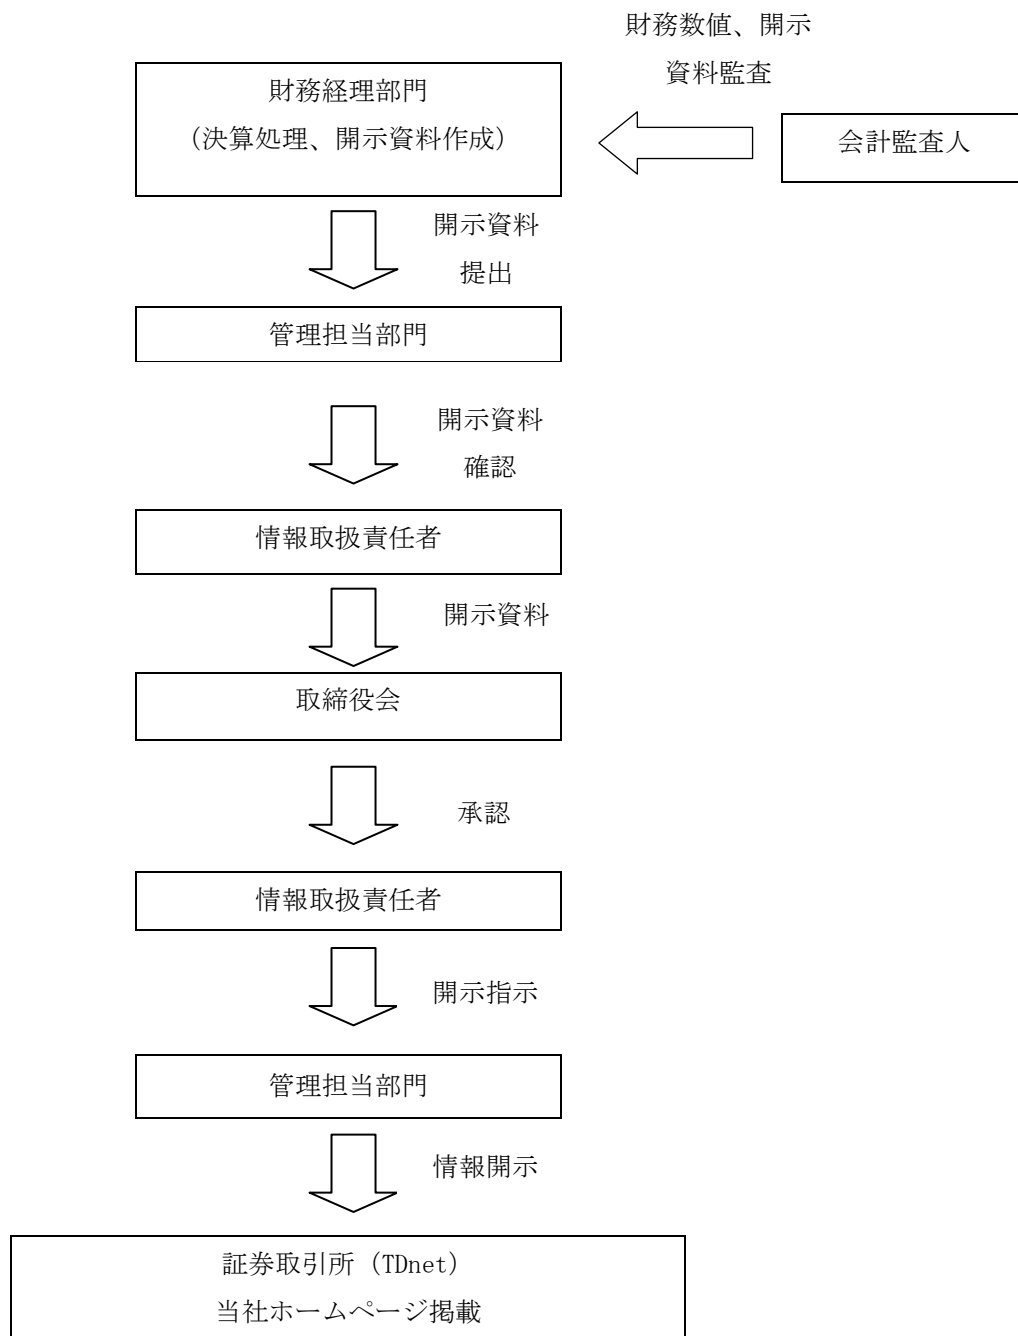 財務数値、開示
資料監査
財務経理部門
(決算処理、開示資料作成)
会計監査人
開示資料
提出
管理担当部門
開示資料
確認
情報取扱責任者
開示資料
取締役会
承認
情報取扱責任者
開示指示
管理担当部門
情報開示
証券取引所（TDnet）
当社ホームページ掲載